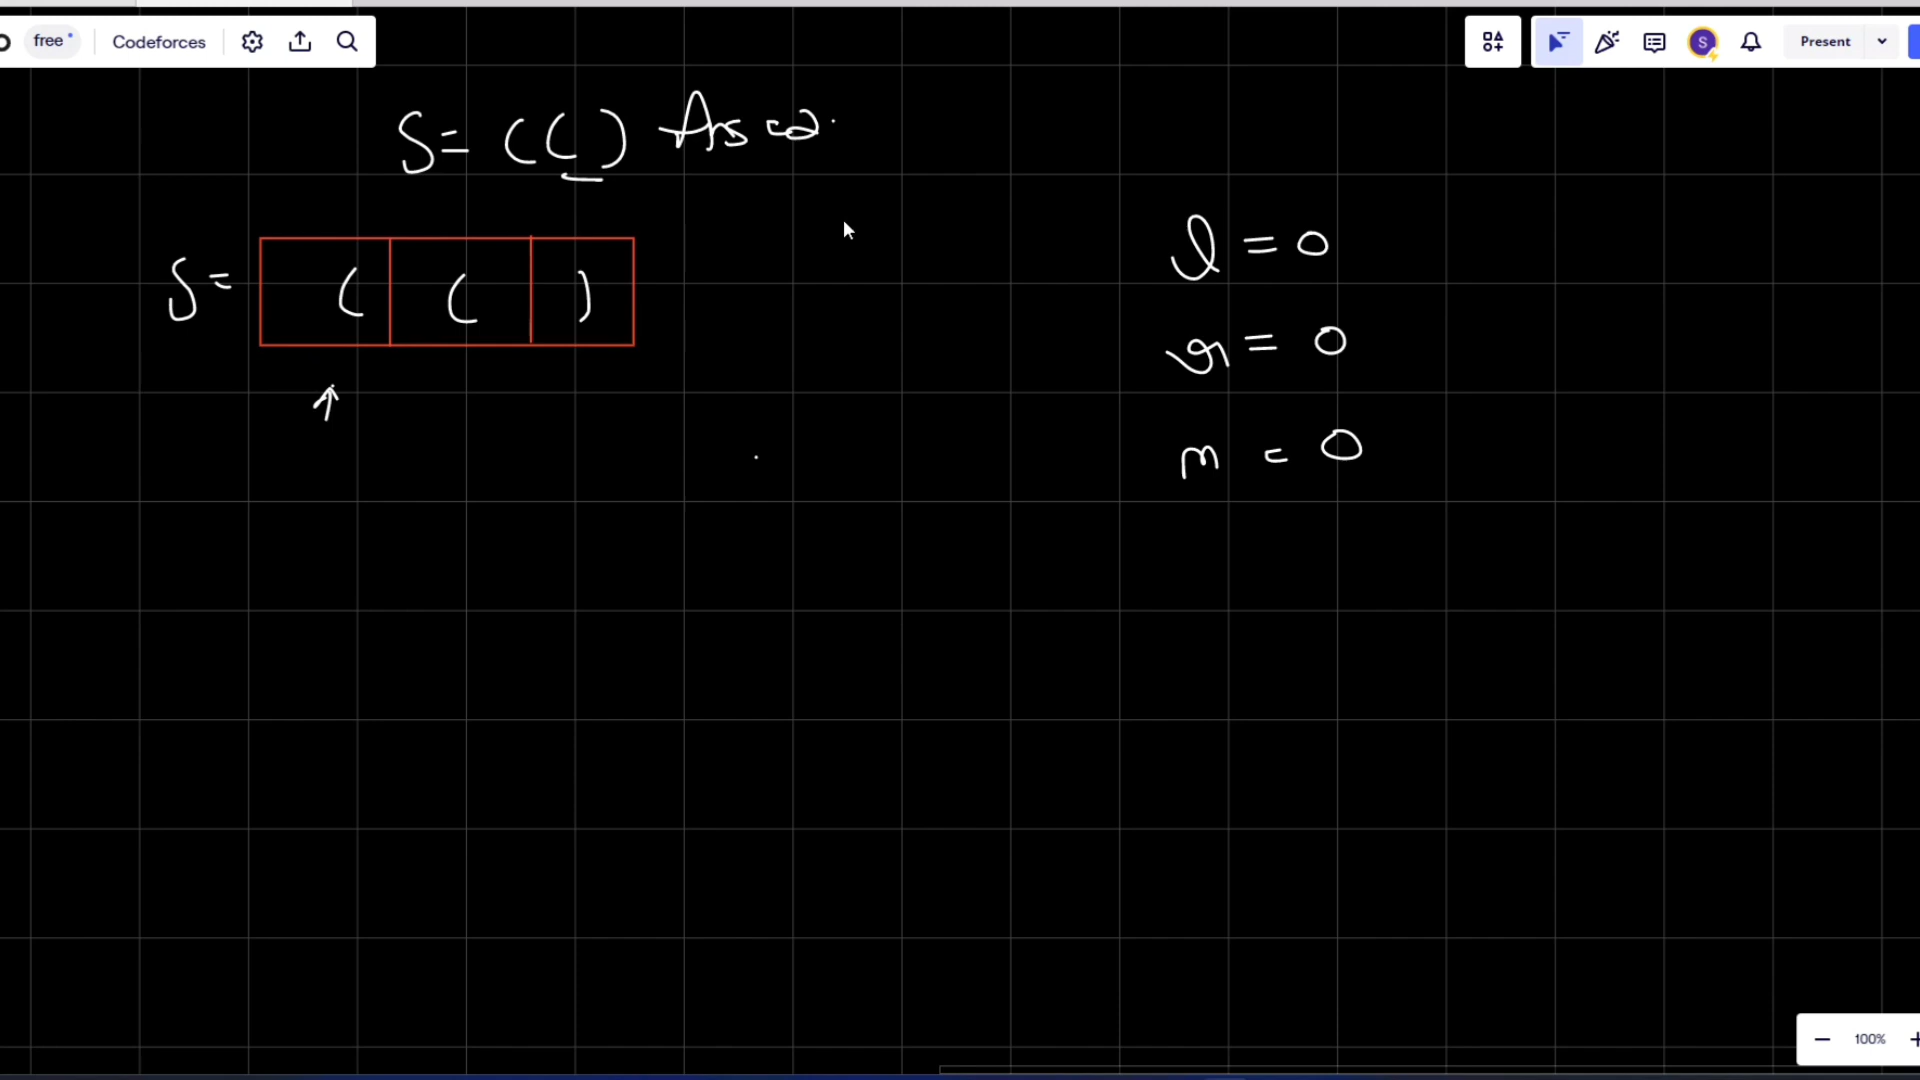 free Codeforces Present
S= (() Ans=2.
S= ( ( )
l = 0
r = 0
m = 0
100%